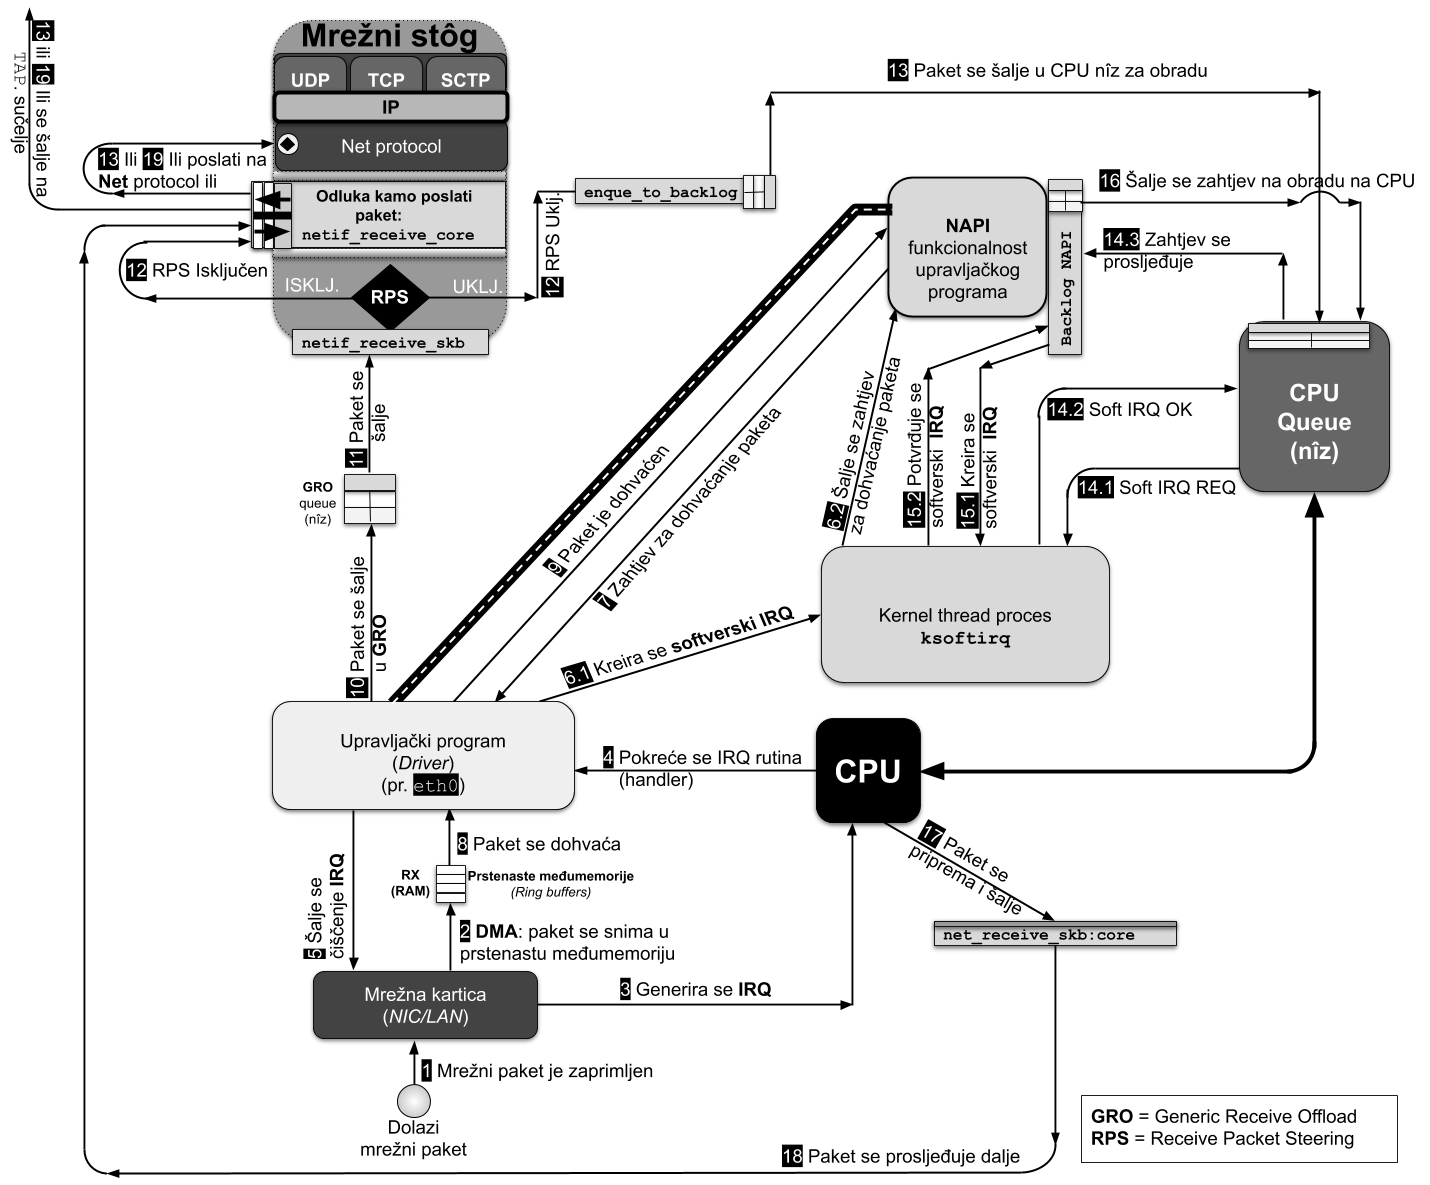 Mrežni stôg
UDP
TCP
SCTP
IP
Net protocol
Odluka kamo poslati
paket:
netif_receive_core
ISKLJ.
RPS
UKLJ.
netif_receive_skb
13 ili 19 Ili se šalje na
TAP. sučelje
13 Ili 19 Ili poslati na
Net protocol ili
12 RPS Isključen
12 RPS Uklj.
enque_to_backlog
13 Paket se šalje u CPU nîz za obradu
NAPI
funkcionalnost
upravljačkog
programa
Backlog NAPI
16 Šalje se zahtjev na obradu na CPU
14.3 Zahtjev se
prosljeđuje
CPU
Queue
(nîz)
14.2 Soft IRQ OK
14.1 Soft IRQ REQ
11 Paket se
šalje
GRO
queue
(nîz)
10 Paket se šalje
u GRO
9 Paket je dohvaćen
7 Zahtjev za dohvaćanje paketa
6.2 Šalje se zahtjev
za dohvaćanje paketa
15.2 Potvrđuje se
softverski IRQ
15.1 Kreira se
softverski IRQ
6.1 Kreira se softverski IRQ
Kernel thread proces
ksoftirq
Upravljački program
(Driver)
(pr. eth0)
4 Pokreće se IRQ rutina
(handler)
CPU
5 Šalje se
čišćenje IRQ
8 Paket se dohvaća
RX
(RAM)
Prstenaste međumemorije
(Ring buffers)
2 DMA: paket se snima u
prstenastu međumemoriju
17 Paket se
priprema i šalje
net_receive_skb:core
Mrežna kartica
(NIC/LAN)
3 Generira se IRQ
1 Mrežni paket je zaprimljen
Dolazi
mrežni paket
18 Paket se prosljeđuje dalje
GRO = Generic Receive Offload
RPS = Receive Packet Steering